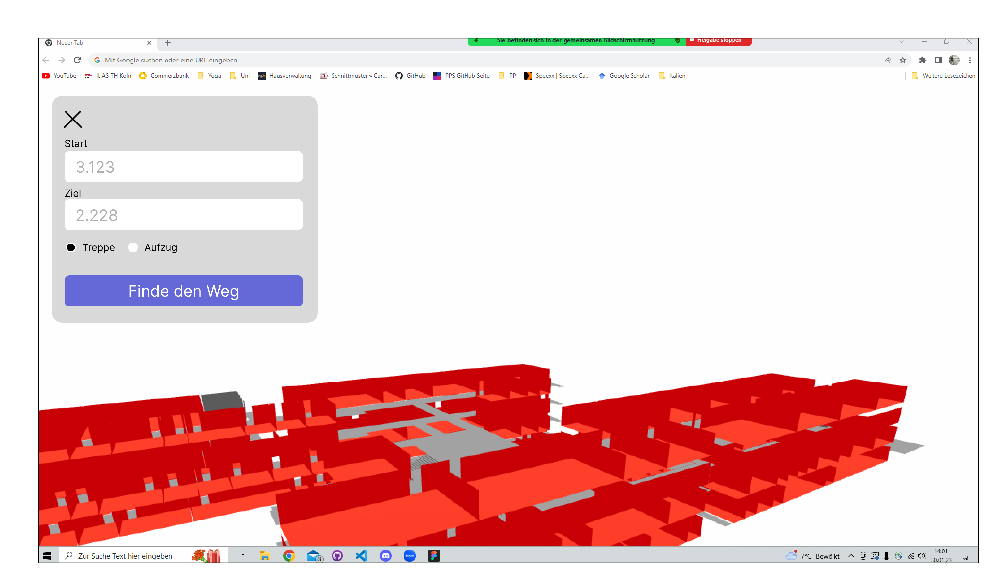 Neuer Tab
Sie befinden sich in der gemeinsamen Bildschirmnutzung Freigabe stoppen
Mit Google suchen oder eine URL eingeben
YouTube ILIAS TH Köln Commerzbank Yoga Uni Hausverwaltung Schnittmuster » Car... GitHub PPS GitHub Seite PP Speexx | Speexx Ca... Google Scholar Italien Weitere Lesezeichen
Start
3.123
Ziel
2.228
Treppe Aufzug
Finde den Weg
Zur Suche Text hier eingeben 3 zoom 7°C Bewölkt 14:01
30.01.23